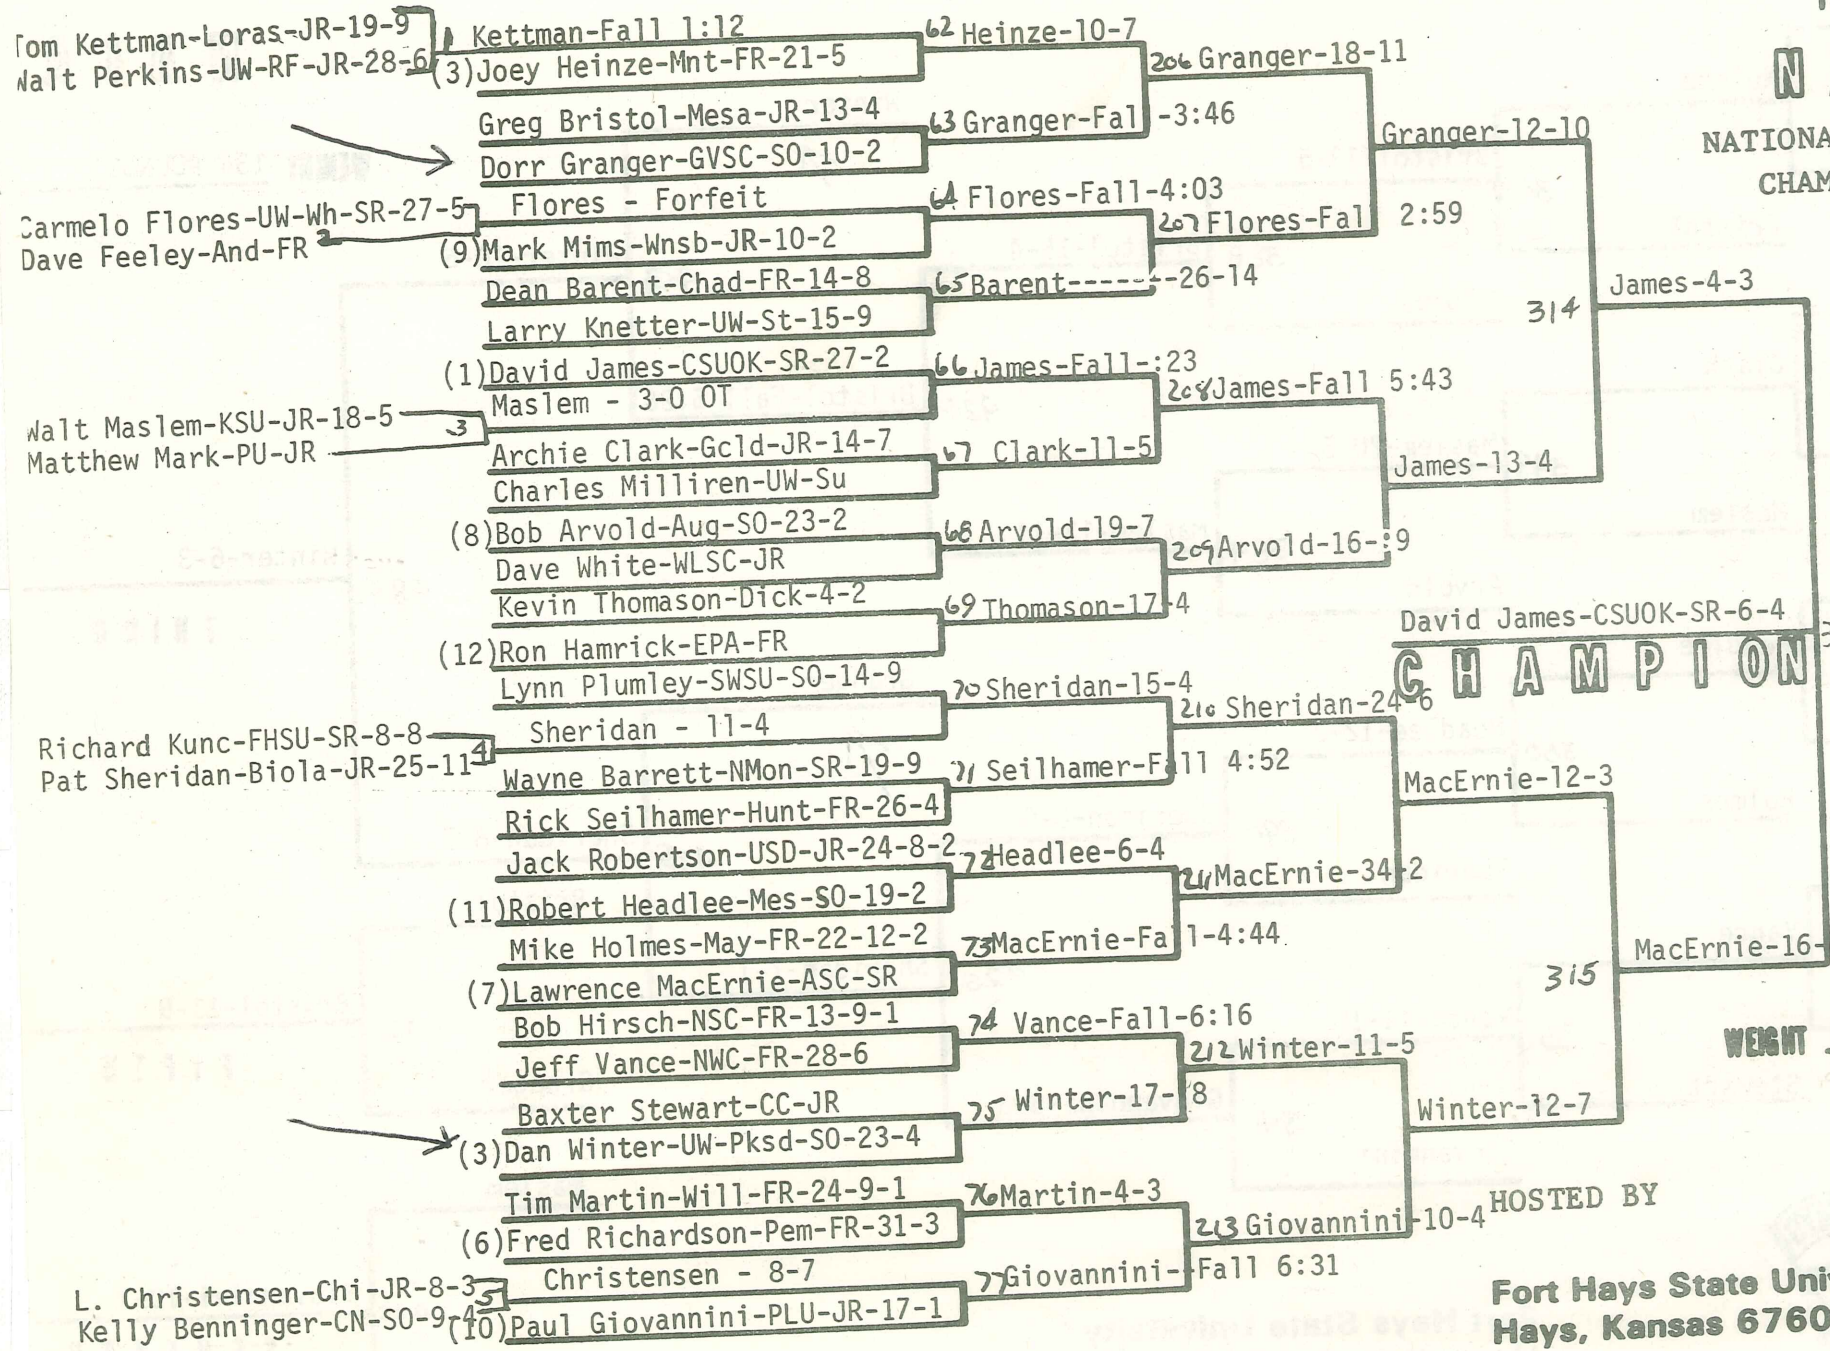 Tom Kettman-Loras-JR-19-9
Walt Perkins-UW-RF-JR-28-6
1 Kettman-Fall 1:12
(3)Joey Heinze-Mnt-FR-21-5
62 Heinze-10-7
Greg Bristol-Mesa-JR-13-4
Dorr Granger-GVSC-SO-10-2
63 Granger-Fall-3:46
206 Granger-18-11
Carmelo Flores-UW-Wh-SR-27-5
Dave Feeley-And-FR 2
Flores - Forfeit
(9)Mark Mims-Wnsb-JR-10-2
64 Flores-Fall-4:03
Dean Barent-Chad-FR-14-8
Larry Knetter-UW-St-15-9
65 Barent-------26-14
207 Flores-Fall 2:59
Granger-12-10
(1)David James-CSUOK-SR-27-2
Maslem - 3-0 OT
Walt Maslem-KSU-JR-18-5
3
Matthew Mark-PU-JR
66 James-Fall-:23
Archie Clark-Gcld-JR-14-7
Charles Milliren-UW-Su
67 Clark-11-5
208 James-Fall 5:43
(8)Bob Arvold-Aug-SO-23-2
Dave White-WLSC-JR
68 Arvold-19-7
Kevin Thomason-Dick-4-2
(12)Ron Hamrick-EPA-FR
69 Thomason-17-4
209 Arvold-16-:9
James-13-4
314
James-4-3
Lynn Plumley-SWSU-SO-14-9
Sheridan - 11-4
Richard Kunc-FHSU-SR-8-8
4
Pat Sheridan-Biola-JR-25-11
70 Sheridan-15-4
Wayne Barrett-NMon-SR-19-9
Rick Seilhamer-Hunt-FR-26-4
71 Seilhamer-Fall 4:52
210 Sheridan-24-6
Jack Robertson-USD-JR-24-8-2
(11)Robert Headlee-Mes-SO-19-2
72 Headlee-6-4
Mike Holmes-May-FR-22-12-2
(7)Lawrence MacErnie-ASC-SR
73 MacErnie-Fall-4:44
211 MacErnie-34-2
MacErnie-12-3
Bob Hirsch-NSC-FR-13-9-1
Jeff Vance-NWC-FR-28-6
74 Vance-Fall-6:16
Baxter Stewart-CC-JR
(3)Dan Winter-UW-Pksd-SO-23-4
75 Winter-17-8
212 Winter-11-5
Tim Martin-Will-FR-24-9-1
(6)Fred Richardson-Pem-FR-31-3
76 Martin-4-3
L. Christensen-Chi-JR-8-3
5
Kelly Benninger-CN-SO-9-4
Christensen - 8-7
(10)Paul Giovannini-PLU-JR-17-1
77 Giovannini-Fall 6:31
213 Giovannini-10-4
Winter-12-7
315
MacErnie-16-
David James-CSUOK-SR-6-4
CHAMPION
N
NATIONA
CHAM
WEIGHT
HOSTED BY
Fort Hays State Uni
Hays, Kansas 6760